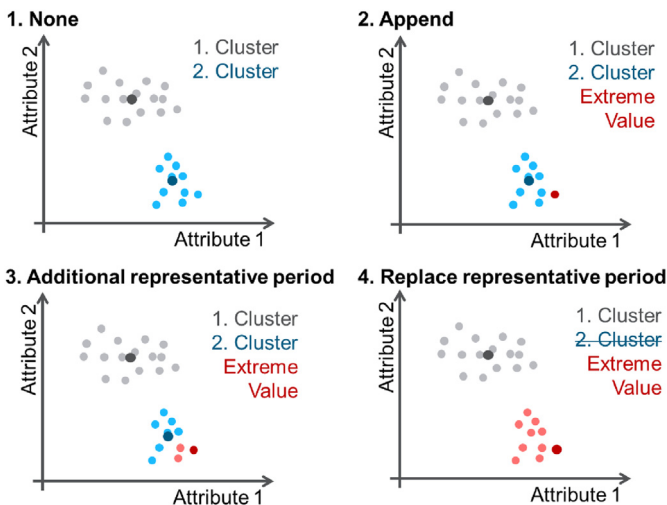 1. None
Attribute 2
1. Cluster
2. Cluster
Attribute 1
2. Append
Attribute 2
1. Cluster
2. Cluster
Extreme
Value
Attribute 1
3. Additional representative period
Attribute 2
1. Cluster
2. Cluster
Extreme
Value
Attribute 1
4. Replace representative period
Attribute 2
1. Cluster
2. Cluster
Extreme
Value
Attribute 1